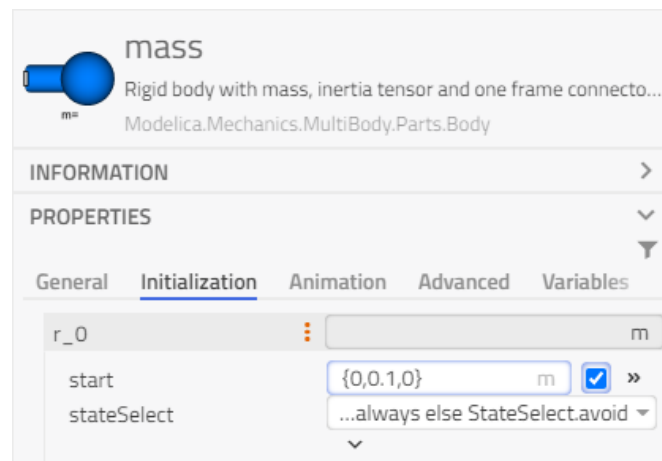 mass
Rigid body with mass, inertia tensor and one frame connecto...
m=
Modelica.Mechanics.MultiBody.Parts.Body
INFORMATION
PROPERTIES
General Initialization Animation Advanced Variables
r_0 m
start {0,0.1,0} m »
stateSelect ...always else StateSelect.avoid